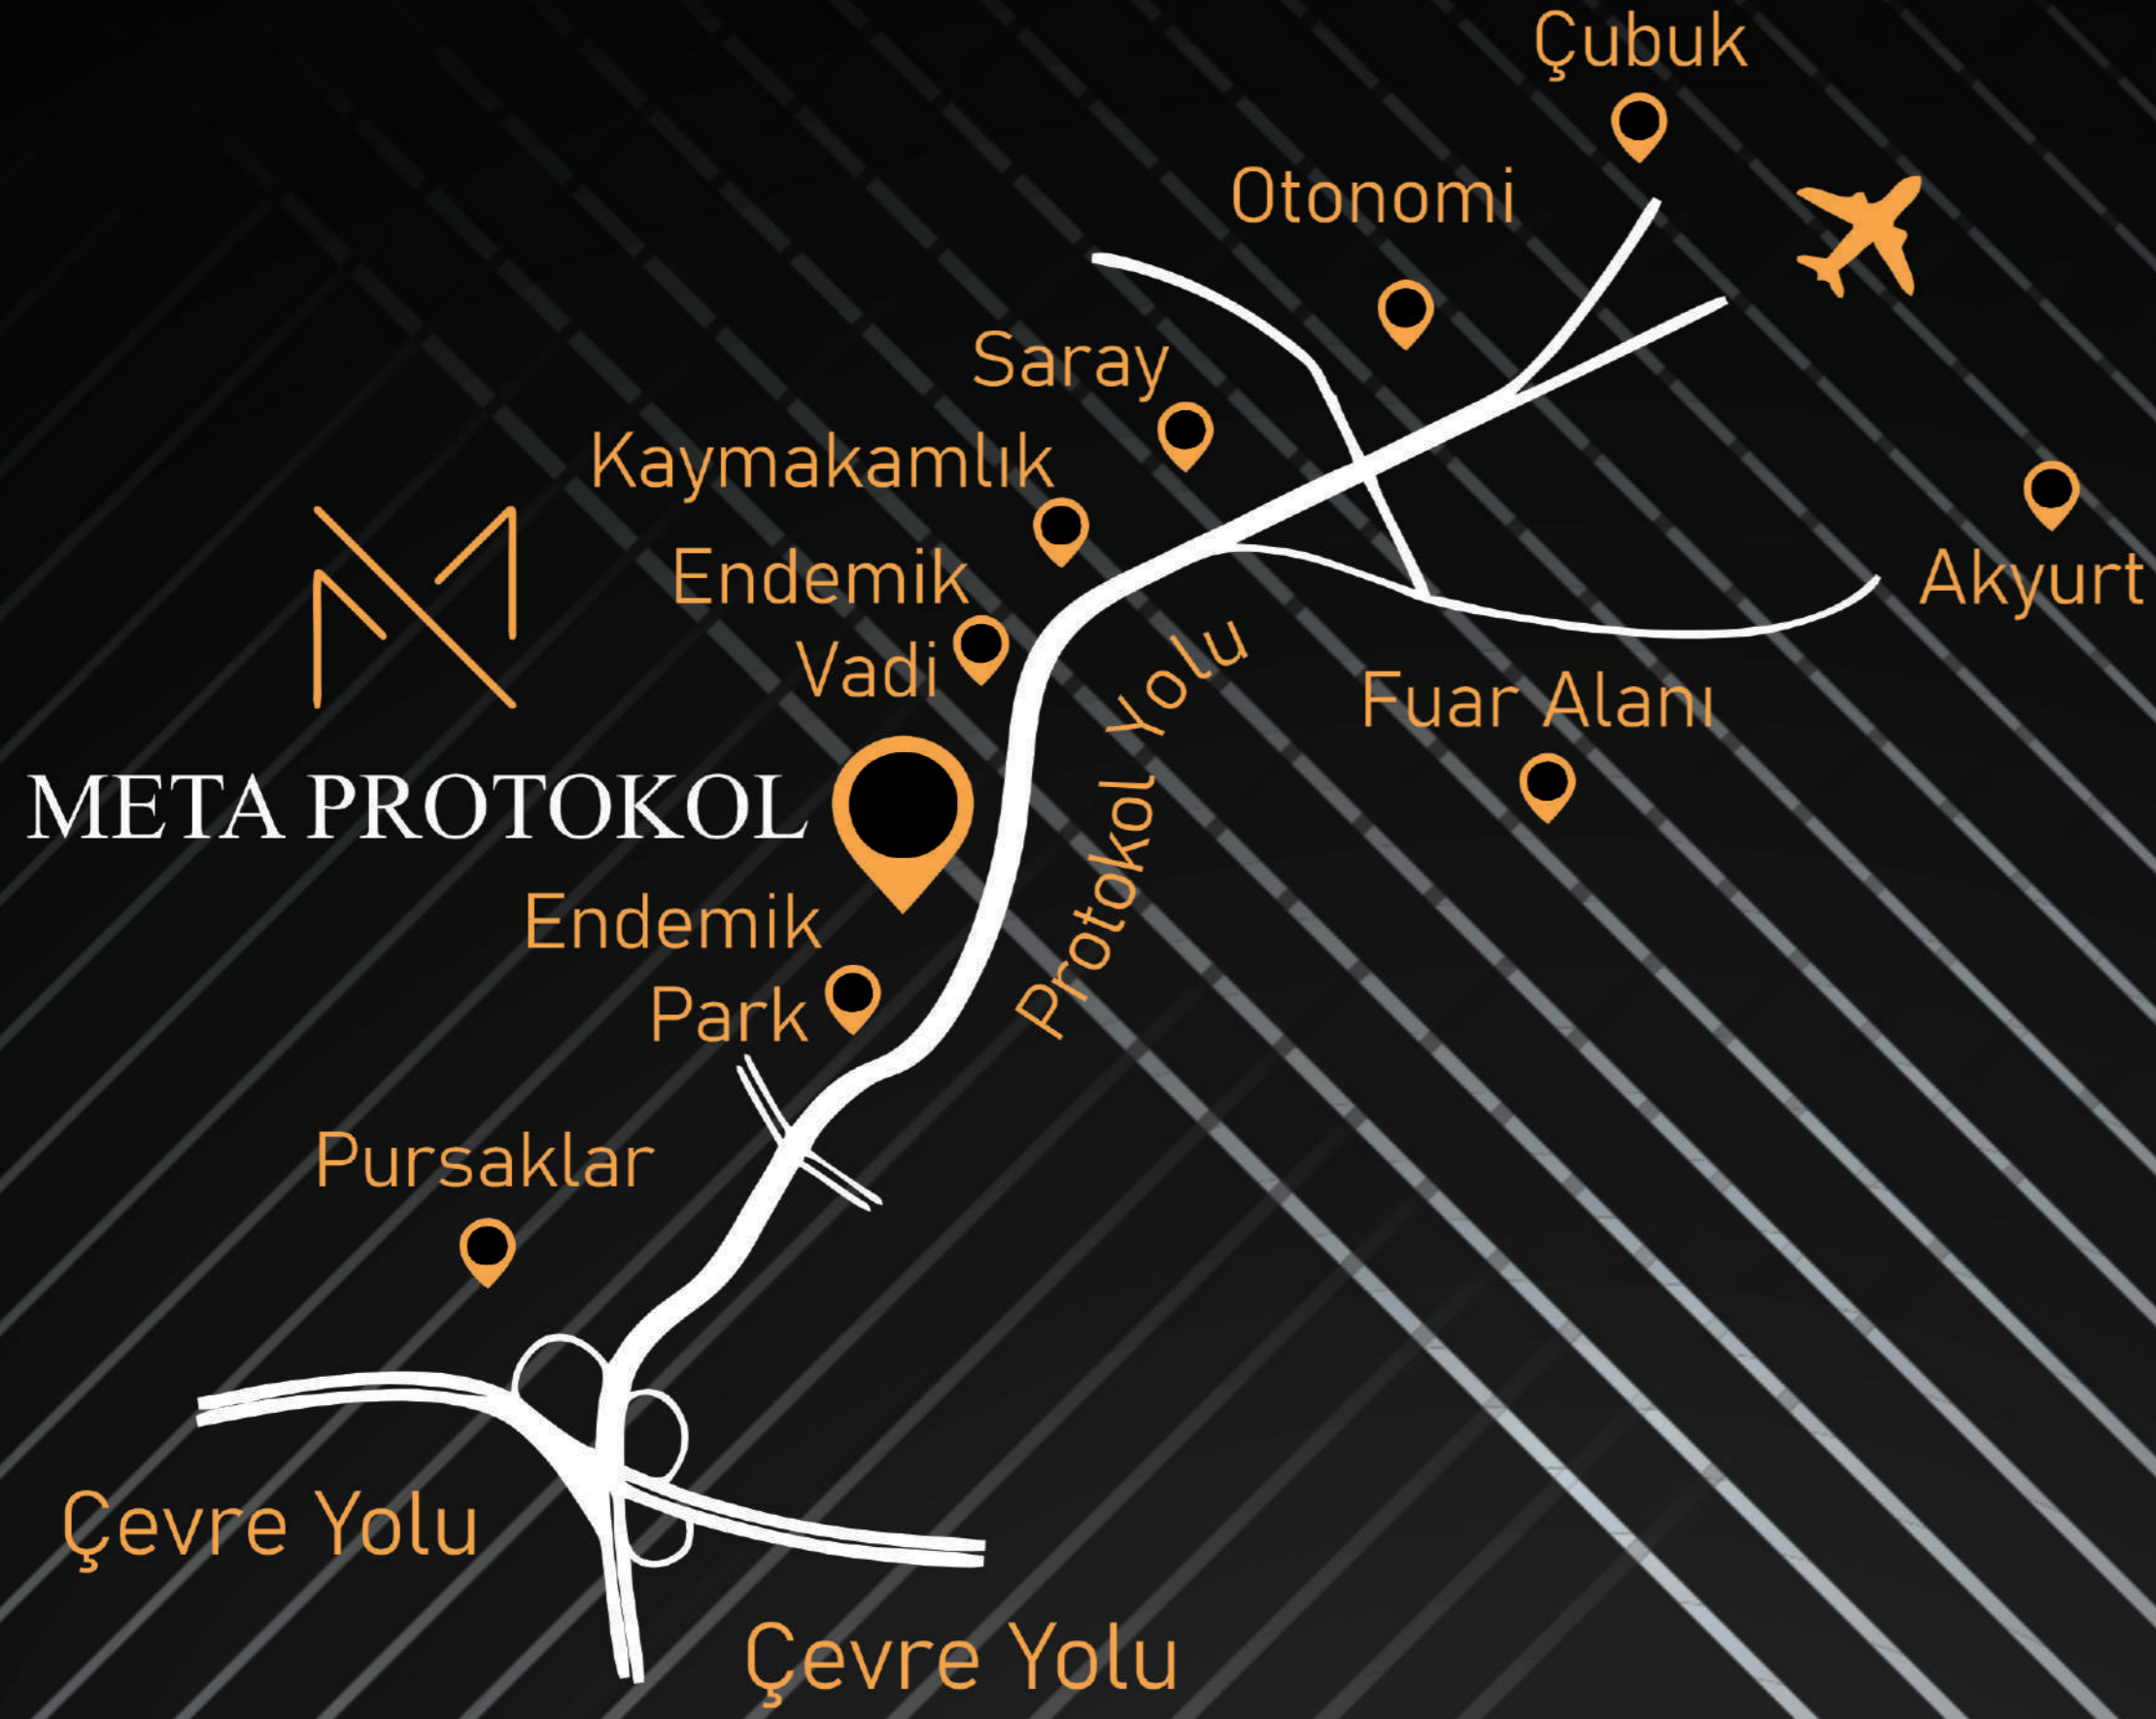 Çubuk
Otonomi
Saray
Kaymakamlık
Endemik
Vadi
Akyurt
Fuar Alanı
Protokol Yolu
META PROTOKOL
Endemik
Park
Pursaklar
Çevre Yolu
Çevre Yolu